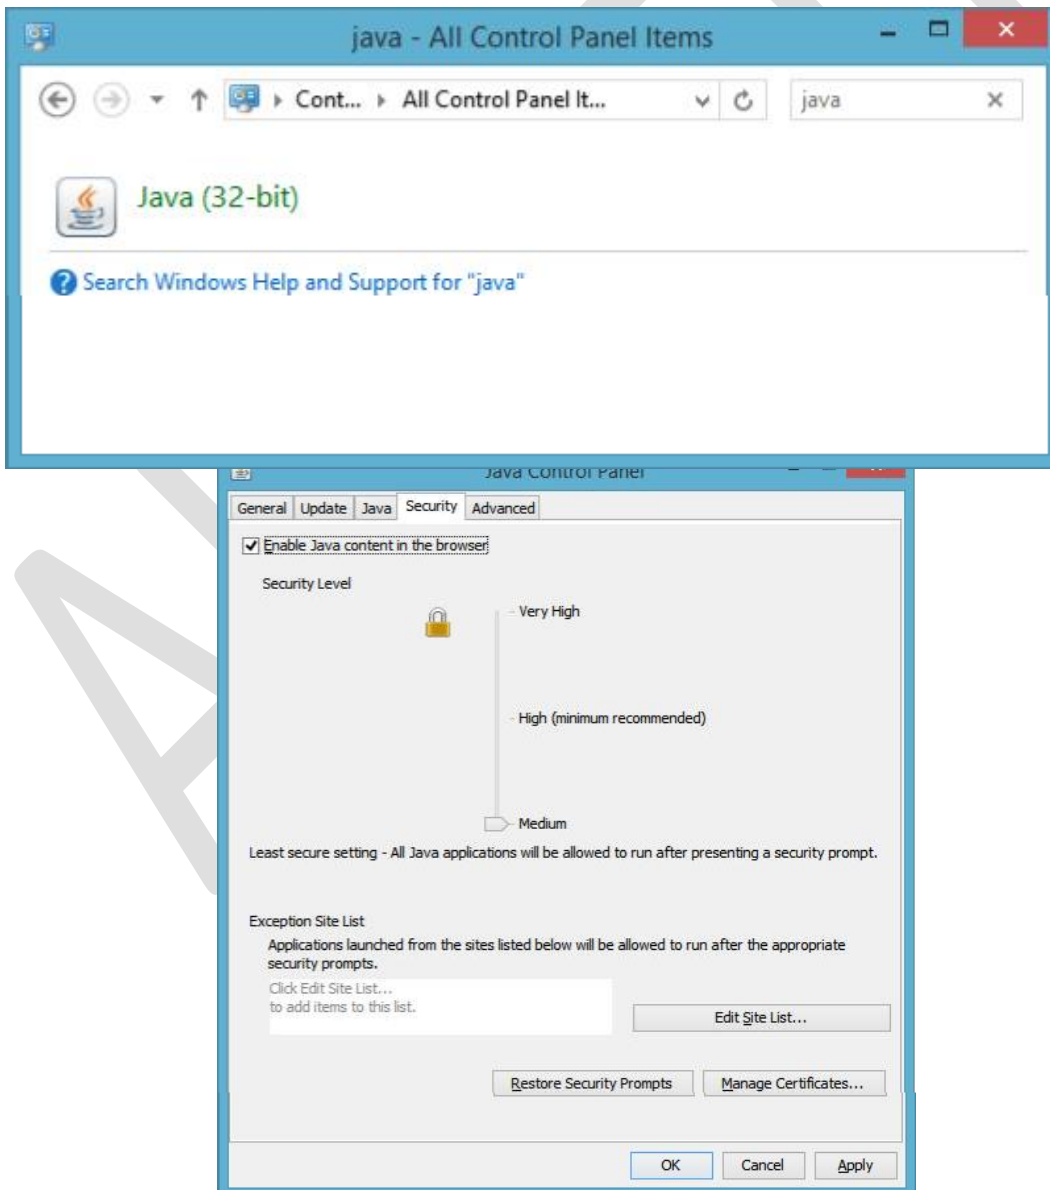 java - All Control Panel Items
Cont... All Control Panel It... java
Java (32-bit)
Search Windows Help and Support for "java"
Java Control Panel
General Update Java Security Advanced
Enable Java content in the browser
Security Level
Very High
High (minimum recommended)
Medium
Least secure setting - All Java applications will be allowed to run after presenting a security prompt.
Exception Site List
Applications launched from the sites listed below will be allowed to run after the appropriate
security prompts.
Click Edit Site List...
to add items to this list.
Edit Site List...
Restore Security Prompts Manage Certificates...
OK Cancel Apply